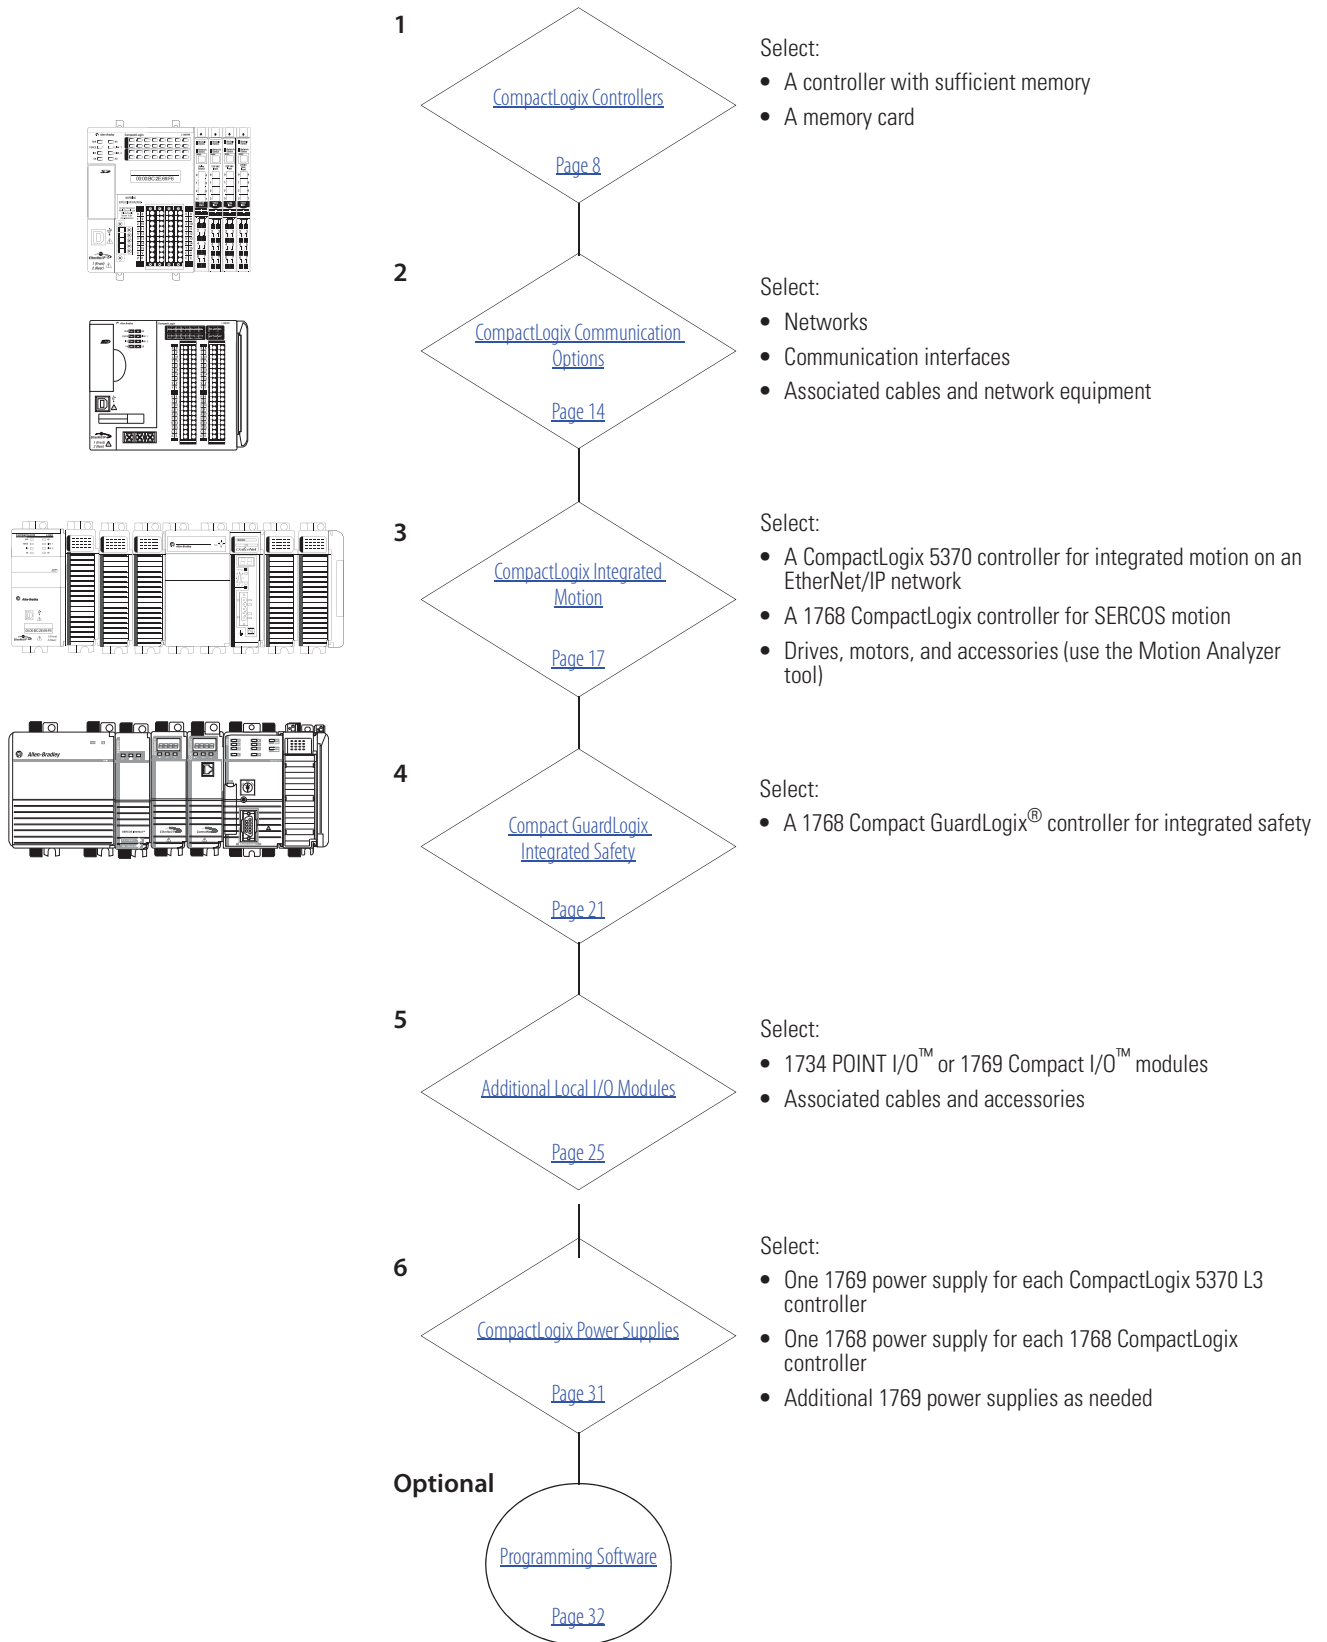 1
CompactLogix Controllers
Page 8
Select:
• A controller with sufficient memory
• A memory card
2
CompactLogix Communication
Options
Page 14
Select:
• Networks
• Communication interfaces
• Associated cables and network equipment
3
CompactLogix Integrated
Motion
Page 17
Select:
• A CompactLogix 5370 controller for integrated motion on an
EtherNet/IP network
• A 1768 CompactLogix controller for SERCOS motion
• Drives, motors, and accessories (use the Motion Analyzer
tool)
Allen-Bradley
4
Compact GuardLogix
Integrated Safety
Page 21
Select:
• A 1768 Compact GuardLogix® controller for integrated safety
5
Additional Local I/O Modules
Page 25
Select:
• 1734 POINT I/O™ or 1769 Compact I/O™ modules
• Associated cables and accessories
6
CompactLogix Power Supplies
Page 31
Select:
• One 1769 power supply for each CompactLogix 5370 L3
controller
• One 1768 power supply for each 1768 CompactLogix
controller
• Additional 1769 power supplies as needed
Optional
Programming Software
Page 32